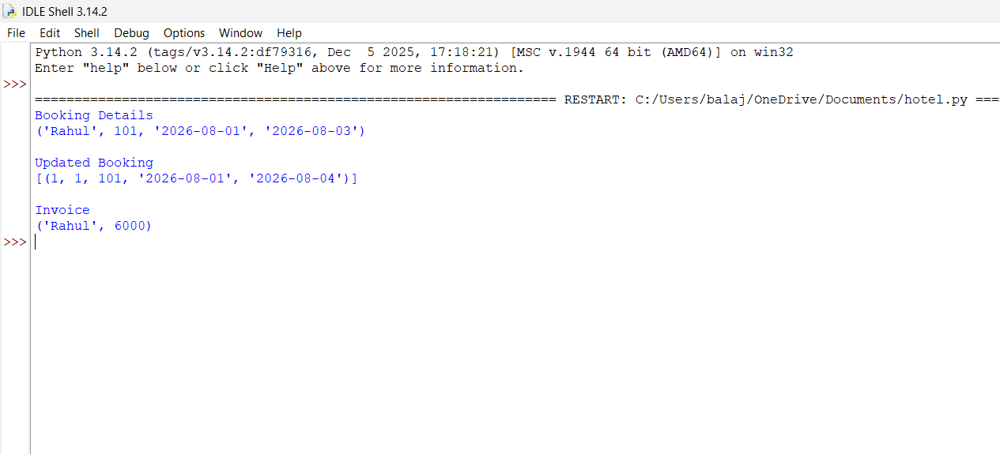 IDLE Shell 3.14.2
File Edit Shell Debug Options Window Help
Python 3.14.2 (tags/v3.14.2:df79316, Dec  5 2025, 17:18:21) [MSC v.1944 64 bit (AMD64)] on win32
Enter "help" below or click "Help" above for more information.
>>>
================================================================== RESTART: C:/Users/balaj/OneDrive/Documents/hotel.py ====
Booking Details
('Rahul', 101, '2026-08-01', '2026-08-03')
Updated Booking
[(1, 1, 101, '2026-08-01', '2026-08-04')]
Invoice
('Rahul', 6000)
>>>